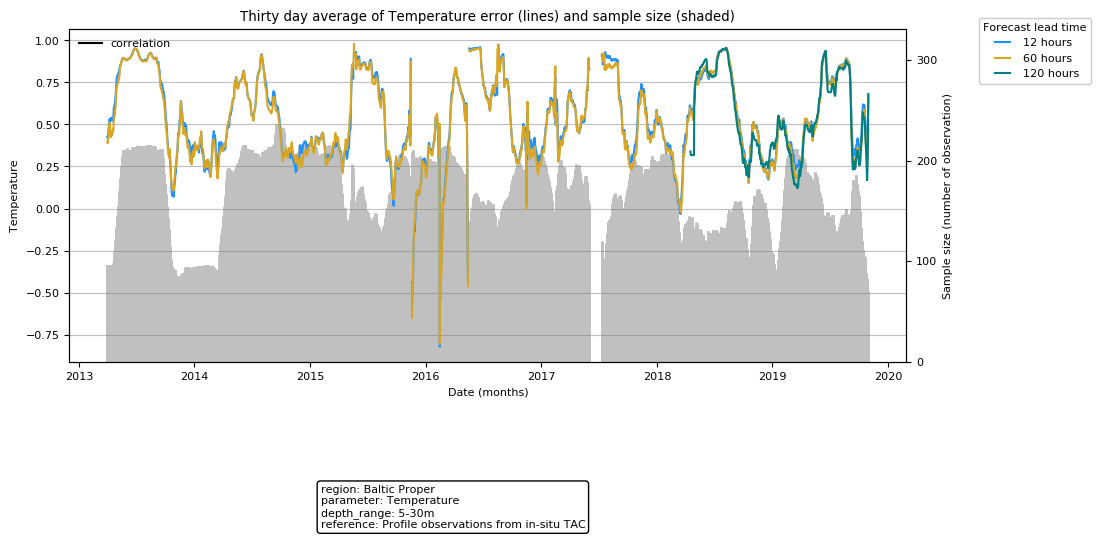 Thirty day average of Temperature error (lines) and sample size (shaded)
Forecast lead time
12 hours
60 hours
120 hours
correlation
1.00
0.75
0.50
0.25
0.00
−0.25
−0.50
−0.75
Temperature
300
200
100
0
Sample size (number of observation)
2013 2014 2015 2016 2017 2018 2019 2020
Date (months)
region: Baltic Proper
parameter: Temperature
depth_range: 5-30m
reference: Profile observations from in-situ TAC